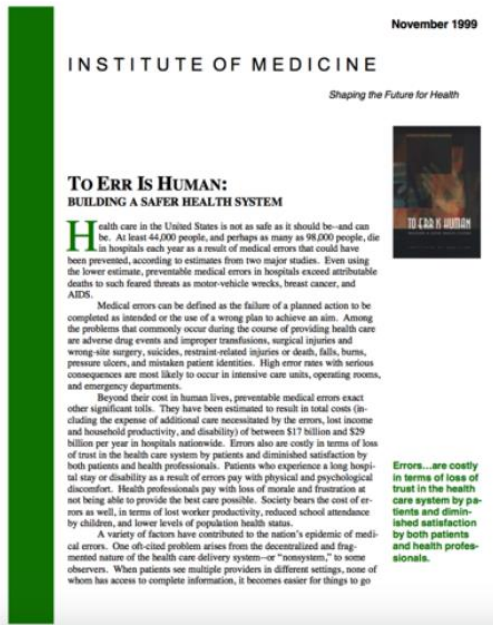 November 1999
INSTITUTE OF MEDICINE
Shaping the Future for Health
TO ERR IS HUMAN
TO ERR IS HUMAN:
BUILDING A SAFER HEALTH SYSTEM
Health care in the United States is not as safe as it should be--and can
be. At least 44,000 people, and perhaps as many as 98,000 people, die
in hospitals each year as a result of medical errors that could have
been prevented, according to estimates from two major studies. Even using
the lower estimate, preventable medical errors in hospitals exceed attributable
deaths to such feared threats as motor-vehicle wrecks, breast cancer, and
AIDS.
Medical errors can be defined as the failure of a planned action to be
completed as intended or the use of a wrong plan to achieve an aim. Among
the problems that commonly occur during the course of providing health care
are adverse drug events and improper transfusions, surgical injuries and
wrong-site surgery, suicides, restraint-related injuries or death, falls, burns,
pressure ulcers, and mistaken patient identities. High error rates with serious
consequences are most likely to occur in intensive care units, operating rooms,
and emergency departments.
Beyond their cost in human lives, preventable medical errors exact
other significant tolls. They have been estimated to result in total costs (in-
cluding the expense of additional care necessitated by the errors, lost income
and household productivity, and disability) of between $17 billion and $29
billion per year in hospitals nationwide. Errors also are costly in terms of loss
of trust in the health care system by patients and diminished satisfaction by
both patients and health professionals. Patients who experience a long hospi-
tal stay or disability as a result of errors pay with physical and psychological
discomfort. Health professionals pay with loss of morale and frustration at
not being able to provide the best care possible. Society bears the cost of er-
rors as well, in terms of lost worker productivity, reduced school attendance
by children, and lower levels of population health status.
A variety of factors have contributed to the nation's epidemic of medi-
cal errors. One oft-cited problem arises from the decentralized and frag-
mented nature of the health care delivery system--or "nonsystem," to some
observers. When patients see multiple providers in different settings, none of
whom has access to complete information, it becomes easier for things to go
Errors...are costly
in terms of loss of
trust in the health
care system by pa-
tients and dimin-
ished satisfaction
by both patients
and health profes-
sionals.